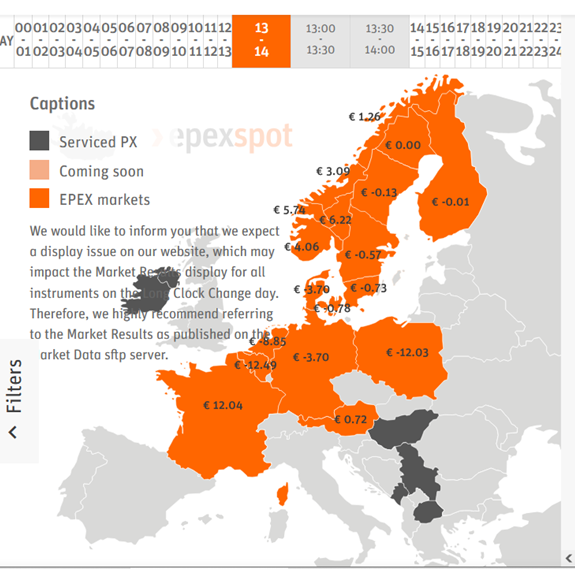 AY
00 - 01
01 - 02
02 - 03
03 - 04
04 - 05
05 - 06
06 - 07
07 - 08
08 - 09
09 - 10
10 - 11
11 - 12
12 - 13
13 - 14
13:00 - 13:30
13:30 - 14:00
14 - 15
15 - 16
16 - 17
17 - 18
18 - 19
19 - 20
20 - 21
21 - 22
22 - 23
23
Captions
Serviced PX
Coming soon
EPEX markets
epexspot
We would like to inform you that we expect
a display issue on our website, which may
impact the Market Results display for all
instruments on the Long Clock Change day.
Therefore, we highly recommend referring
to the Market Results as published on the
Market Data sftp server.
Filters
€ 1.26
€ 0.00
€ 3.09
€ -0.13
€ -0.01
€ 5.74
€ 6.22
€ 4.06
€ -0.57
€ -3.70
€ -0.73
€ -0.78
€ -8.85
€ -3.70
€ -12.03
€ -12.49
€ 12.04
€ 0.72